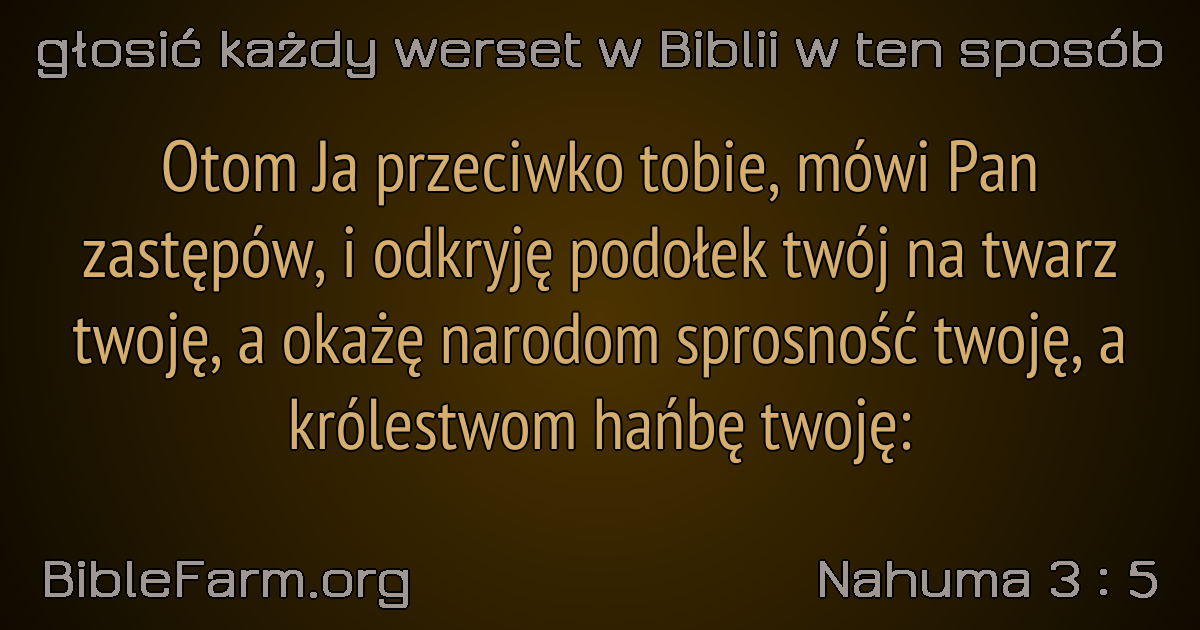 głosić każdy werset w Biblii w ten sposób
Otom Ja przeciwko tobie, mówi Pan
zastępów, i odkryję podołek twój na twarz
twoję, a okażę narodom sprosność twoję, a
królestwom hańbę twoję:
BibleFarm.org
Nahuma 3 : 5